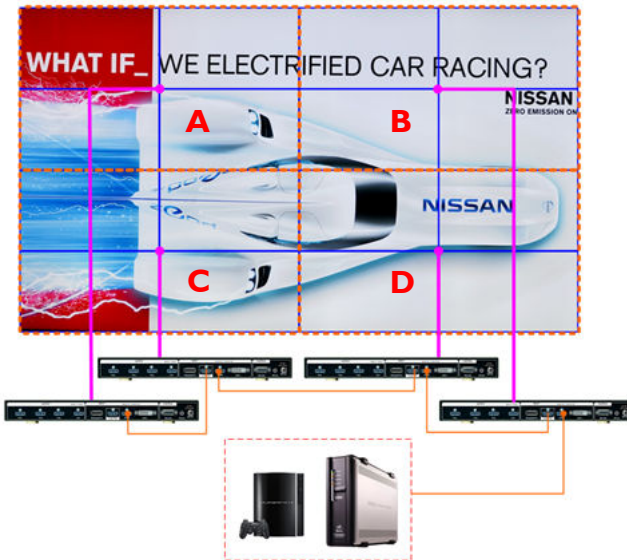 WHAT IF_ WE ELECTRIFIED CAR RACING?
NISSAN
ZERO EMISSION ON
A
B
NISSAN
C
D